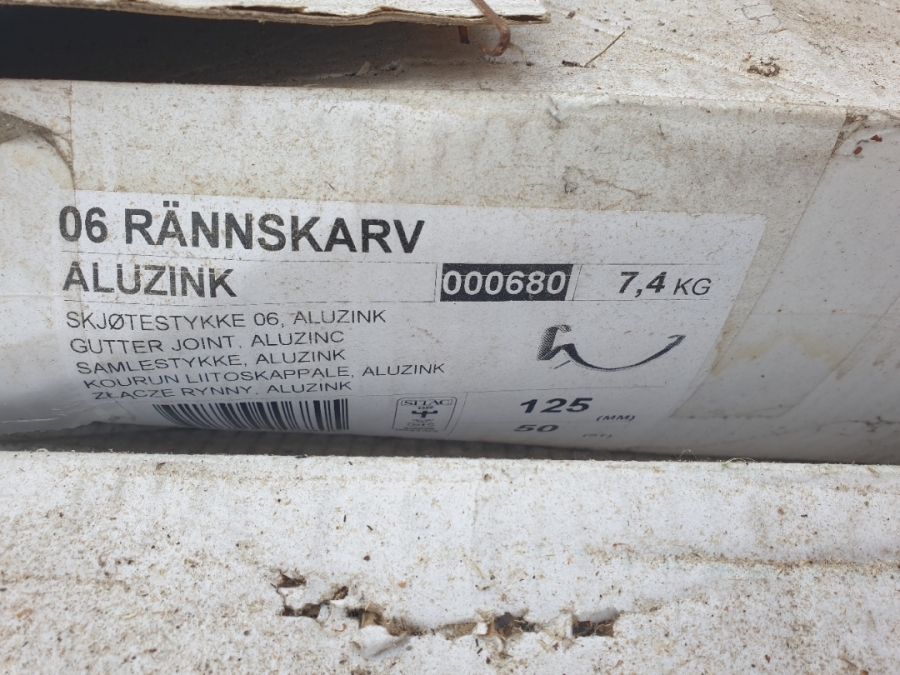 06 RÄNNSKARV
ALUZINK 000680 7,4 KG
SKJØTESTYKKE 06, ALUZINK
GUTTER JOINT, ALUZINC
SAMLESTYKKE, ALUZINK
KOURUN LIITOSKAPPALE, ALUZINK
ZŁACZE RYNNY, ALUZINK
SITAC
125 (MM)
50